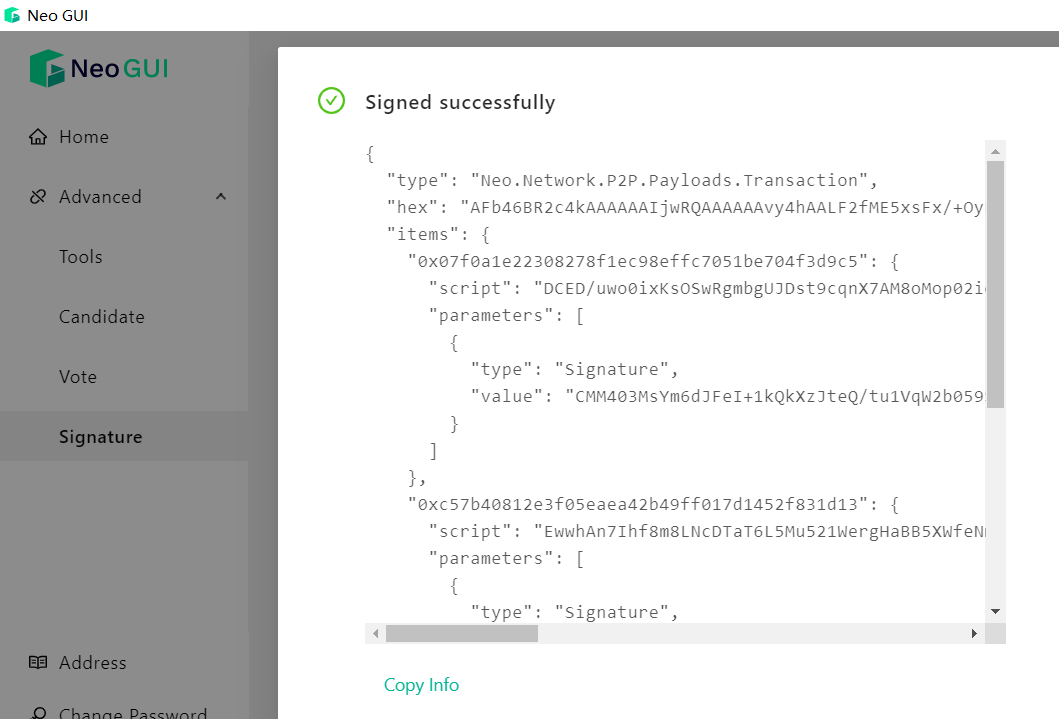 Neo GUI
Neo GUI
Home
Advanced
Tools
Candidate
Vote
Signature
Address
Change Password
Signed successfully
{
"type": "Neo.Network.P2P.Payloads.Transaction",
"hex": "AFb46BR2c4kAAAAAAIjwRQAAAAAAvy4hAALF2fME5xsFx/+Oy
"items": {
"0x07f0a1e22308278f1ec98effc7051be704f3d9c5": {
"script": "DCED/uwo0ixKsOSwRgmbgUJDst9cqnX7AM8oMop02i
"parameters": [
{
"type": "Signature",
"value": "CMM403MsYm6dJFeI+1kQkXzJteQ/tu1VqW2b059
}
]
},
"0xc57b40812e3f05eaea42b49ff017d1452f831d13": {
"script": "EwwhAn7Ihf8m8LNcDTaT6L5Mu521WergHaBB5XWfeN
"parameters": [
{
"type": "Signature",
Copy Info